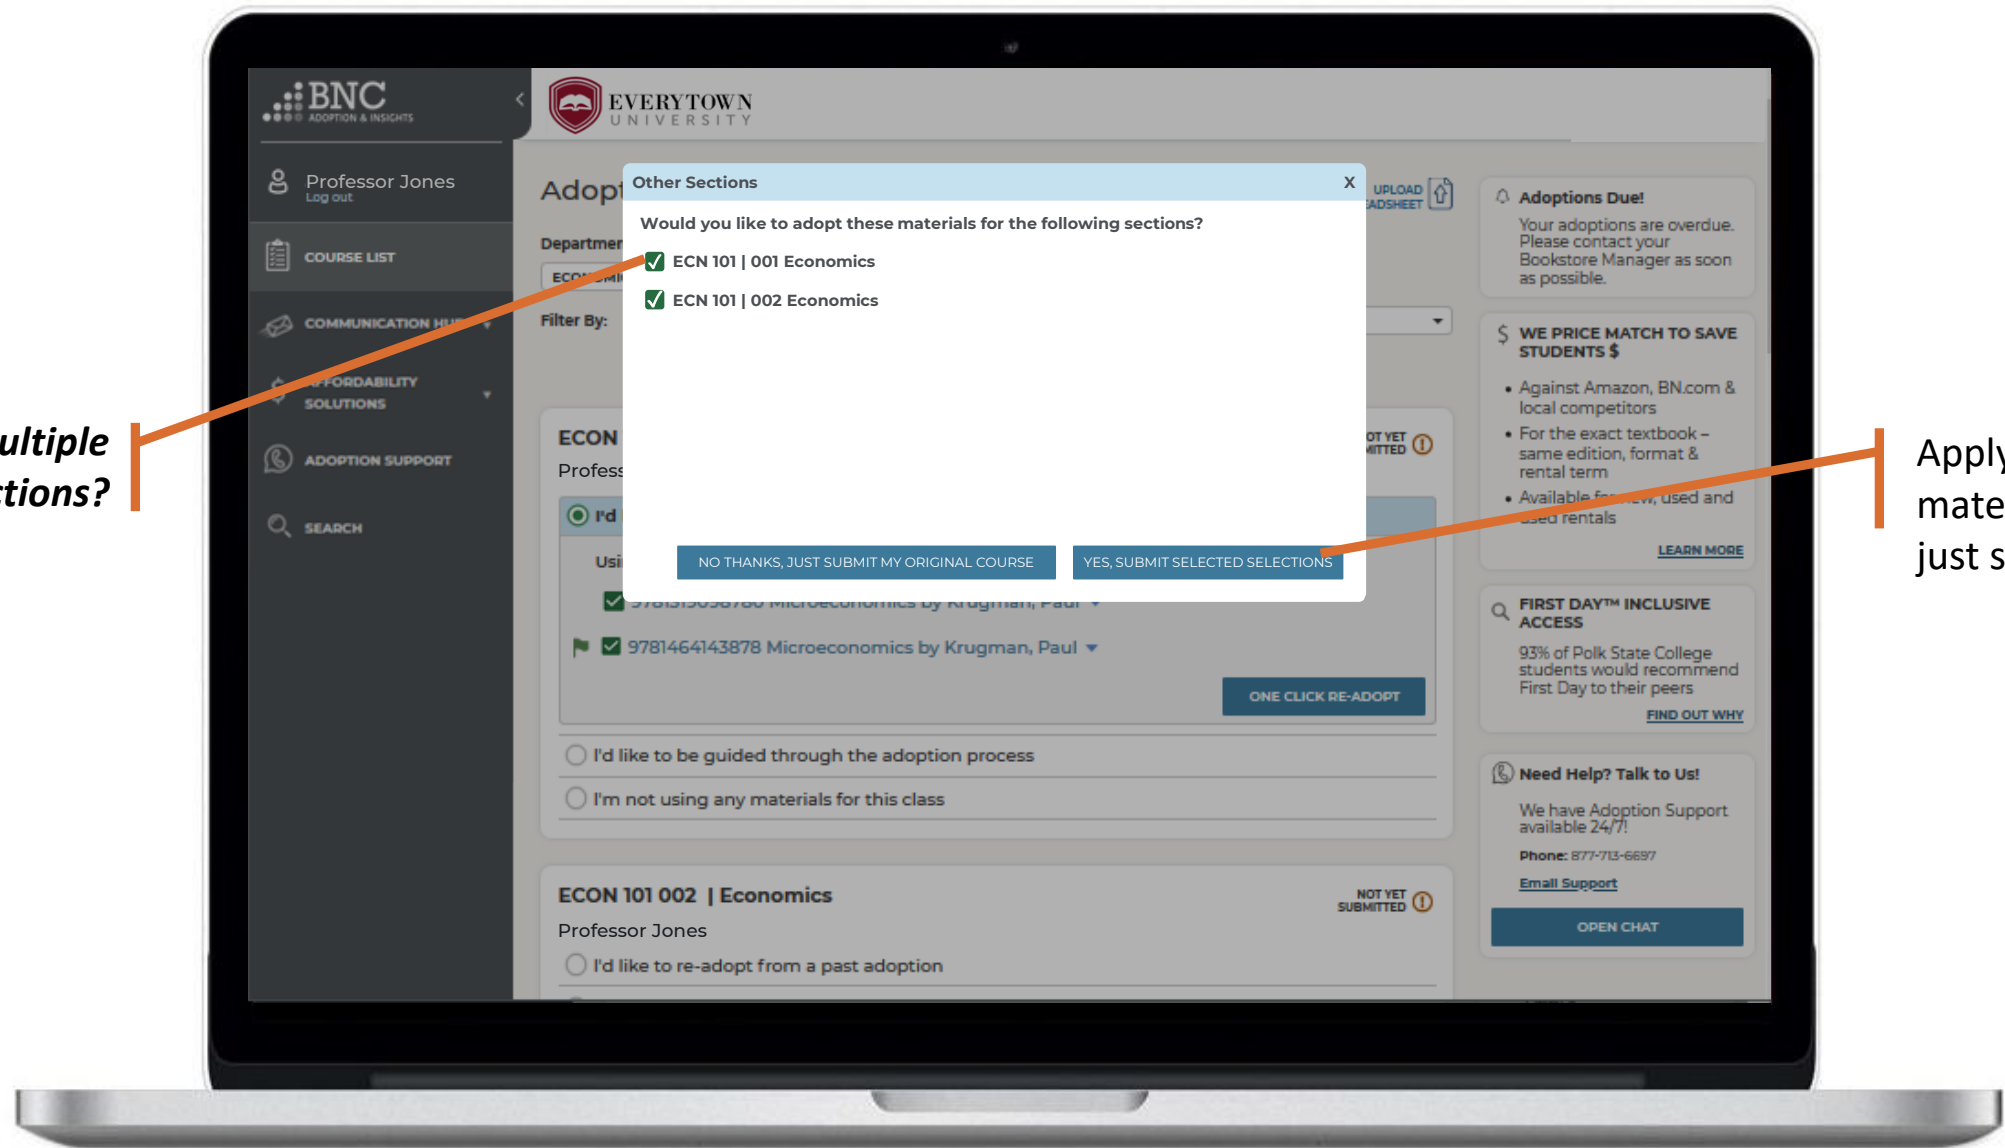 BNC
ADOPTION & INSIGHTS
Professor Jones
Log out
COURSE LIST
COMMUNICATION
SOLUTIONS
ADOPTION SUPPORT
SEARCH
EVERYTOWN
UNIVERSITY
UPLOAD
Filter By:
Other Sections X
Would you like to adopt these materials for the following sections?
ECN 101 | 001 Economics
ECN 101 | 002 Economics
NO THANKS, JUST SUBMIT MY ORIGINAL COURSE
YES, SUBMIT SELECTED SELECTIONS
ECON
I'd
9781464143878 Microeconomics by Krugman, Paul
ONE CLICK RE-ADOPT
I'd like to be guided through the adoption process
I'm not using any materials for this class
ECON 101 002 | Economics
NOT YET
SUBMITTED
Professor Jones
I'd like to re-adopt from a past adoption
Adoptions Due!
Your adoptions are overdue.
Please contact your
Bookstore Manager as soon
as possible.
$ WE PRICE MATCH TO SAVE
STUDENTS $
• Against Amazon, BN.com &
local competitors
• For the exact textbook –
same edition, format &
rental term
• Available used and
used rentals
LEARN MORE
FIRST DAY™ INCLUSIVE
ACCESS
93% of Polk State College
students would recommend
First Day to their peers
FIND OUT WHY
Need Help? Talk to Us!
We have Adoption Support
available 24/7!
Phone: 877-713-6697
Email Support
OPEN CHAT
Apply
just